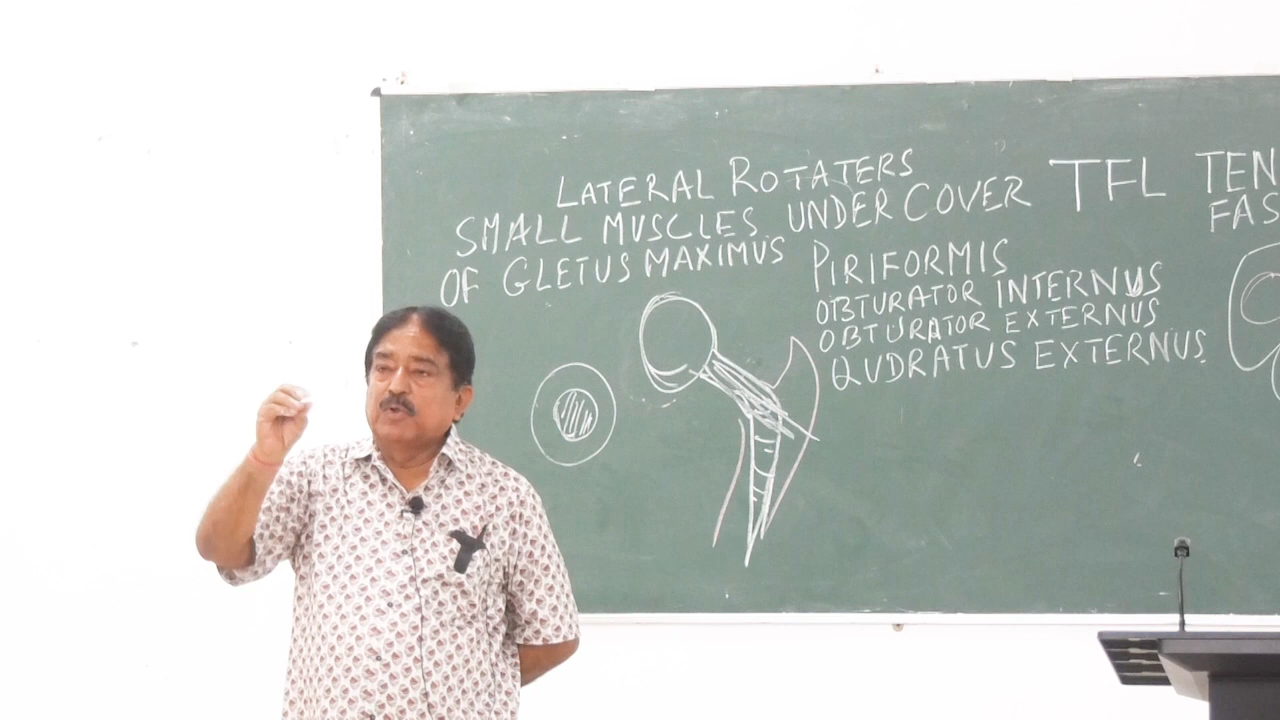 LATERAL ROTATERS
SMALL MUSCLES UNDER COVER
OF GLETUS MAXIMUS
PIRIFORMIS
OBTURATOR INTERNUS
OBTURATOR EXTERNUS
QUDRATUS EXTERNUS
TFL TEN
FAS